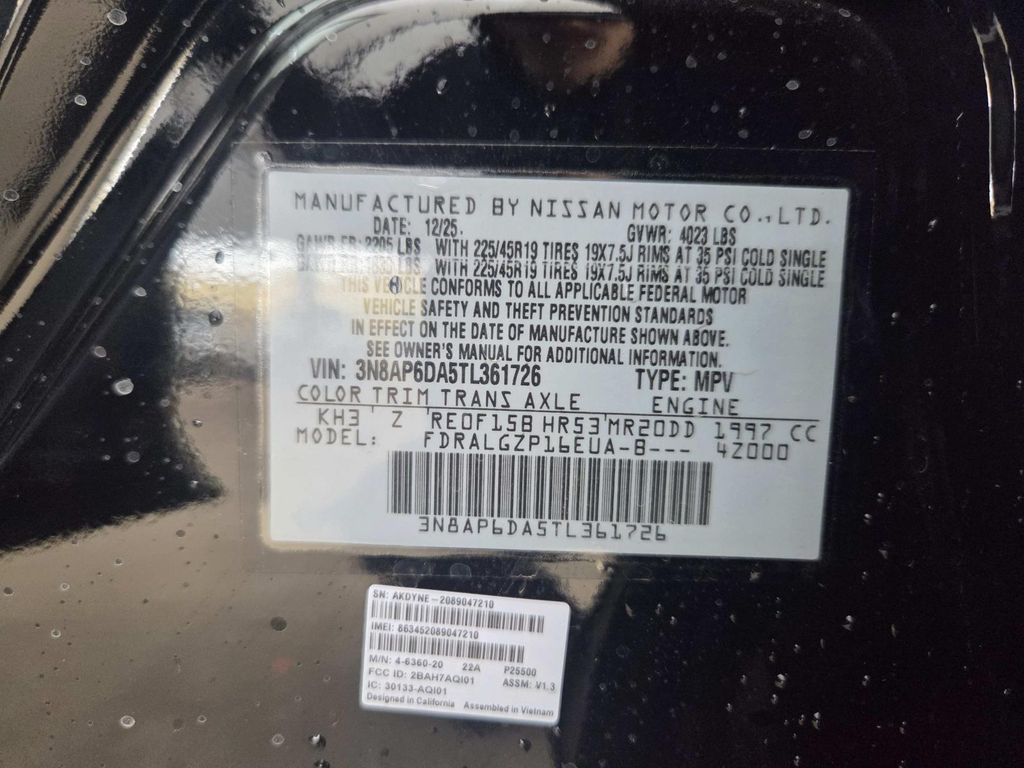 MANUFACTURED BY NISSAN MOTOR CO.,LTD.
DATE: 12/25. GVWR: 4023 LBS
GAWR FR: 2205 LBS WITH 225/45R19 TIRES 19X7.5J RIMS AT 35 PSI COLD SINGLE
LBS WITH 225/45R19 TIRES 19X7.5J RIMS AT 35 PSI COLD SINGLE
THIS VEHICLE CONFORMS TO ALL APPLICABLE FEDERAL MOTOR
VEHICLE SAFETY AND THEFT PREVENTION STANDARDS
IN EFFECT ON THE DATE OF MANUFACTURE SHOWN ABOVE.
SEE OWNER'S MANUAL FOR ADDITIONAL INFORMATION.
VIN: 3N8AP6DA5TL361726 TYPE: MPV
COLOR TRIM TRANS AXLE ENGINE
KH3 ' Z 'RE0F15B HR53'MR20DD 1997 CC
MODEL: FDRALGZP16EUA-B--- 4Z000
3N8AP6DA5TL361726
SN: AKDYNE-2089047210
IMEI: 863452089047210
M/N: 4-6360-20 22A P25500
FCC ID: 2BAH7AQI01 ASSM: V1.3
IC: 30133-AQI01
Designed in California Assembled in Vietnam